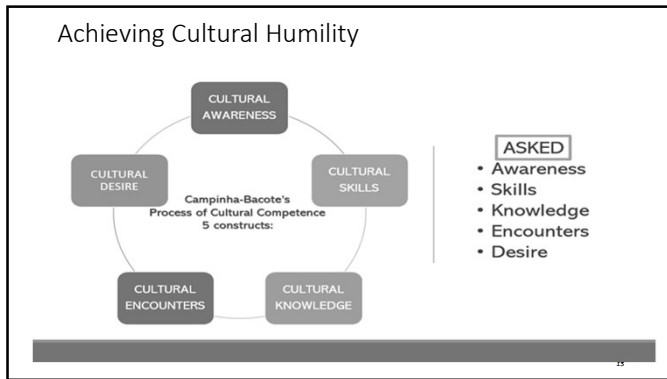 Achieving Cultural Humility
CULTURAL
AWARENESS
CULTURAL
DESIRE
CULTURAL
SKILLS
Campinha-Bacote's
Process of Cultural Competence
5 constructs:
CULTURAL
ENCOUNTERS
CULTURAL
KNOWLEDGE
ASKED
• Awareness
• Skills
• Knowledge
• Encounters
• Desire